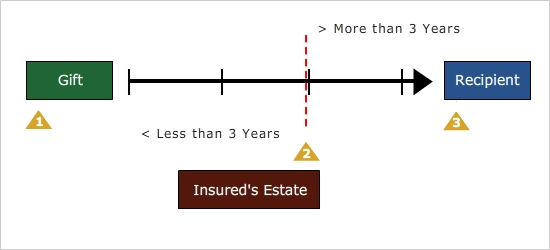 > More than 3 Years
Gift
Recipient
1
3
< Less than 3 Years
2
Insured's Estate